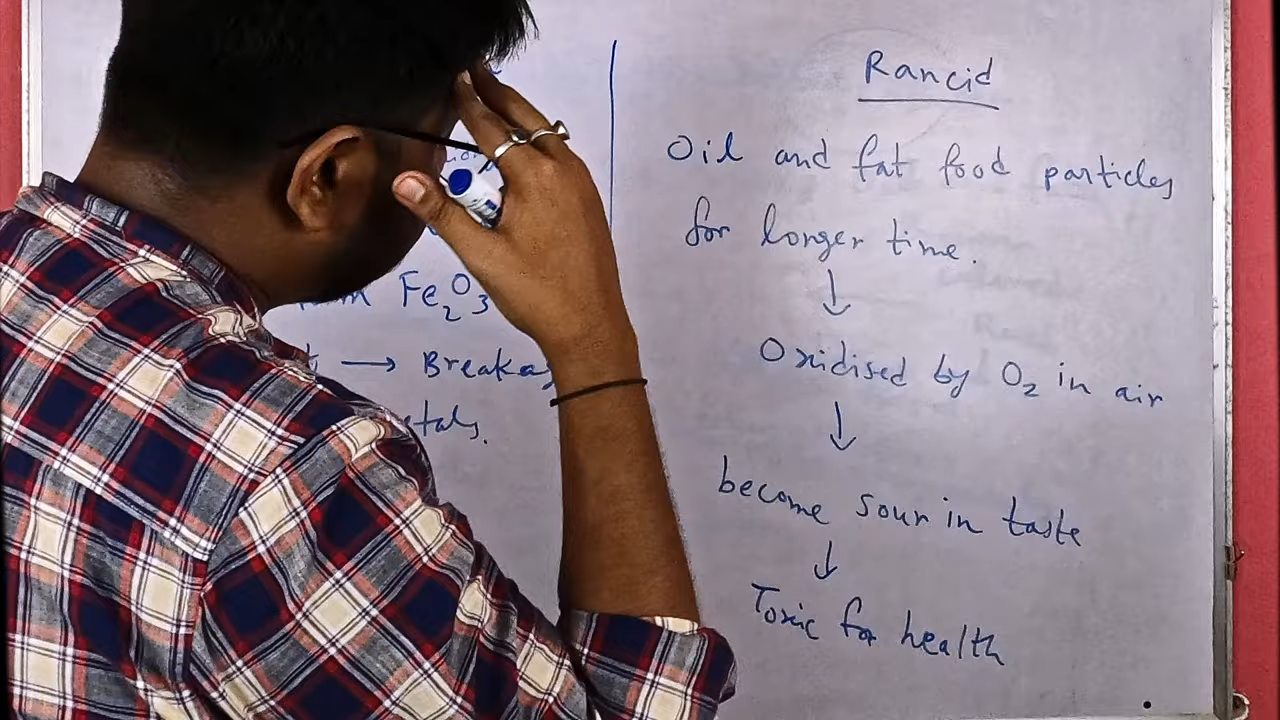 Fe2O3
→ Breaka
Rancid
Oil and fat food particles
for longer time.
↓
Oxidised by O2 in air
↓
become sour in taste
↓
Toxic for health